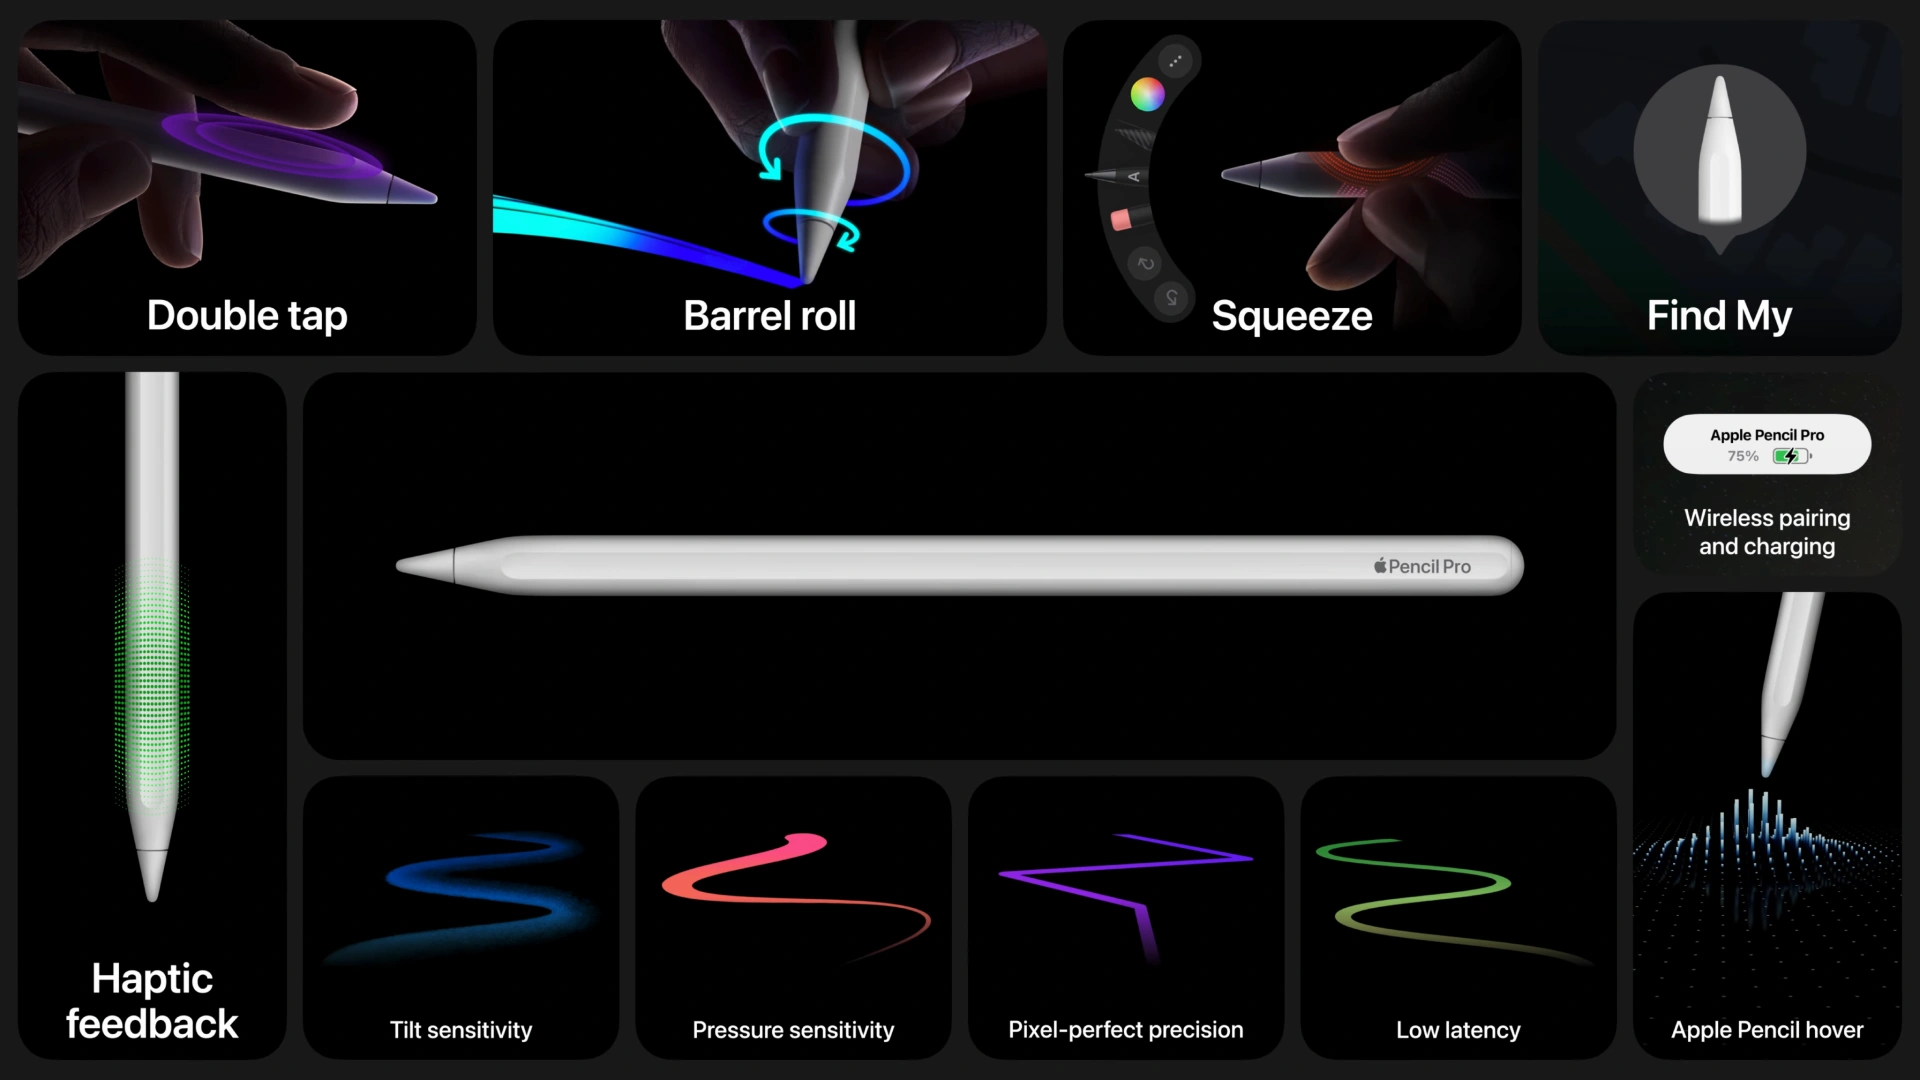 Double tap
Barrel roll
A
Squeeze
Find My
Apple Pencil Pro
75%
Wireless pairing
and charging
Pencil Pro
Haptic
feedback
Tilt sensitivity
Pressure sensitivity
Pixel-perfect precision
Low latency
Apple Pencil hover